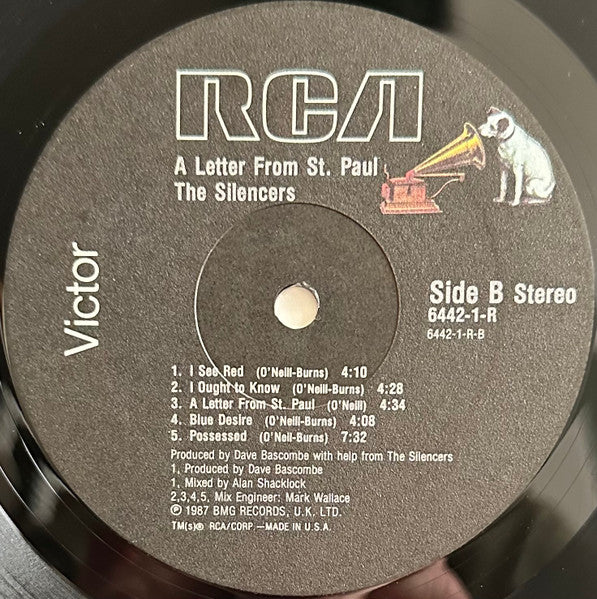 RCA
A Letter From St. Paul
The Silencers
Victor
Side B Stereo
6442-1-R
6442-1-R-B
1. I See Red (O'Neill-Burns) 4:10
2. I Ought to Know (O'Neill-Burns) 4:28
3. A Letter From St. Paul (O'Neill) 4:34
4. Blue Desire (O'Neill-Burns) 4:08
5. Possessed (O'Neil-Burns) 7:32
Produced by Dave Bascombe with help from The Silencers
1, Produced by Dave Bascombe
1, Mixed by Alan Shacklock
2,3,4,5, Mix Engineer: Mark Wallace
℗ 1987 BMG RECORDS, U.K. LTD.
TM(s)® RCA/CORP.—MADE IN U.S.A.